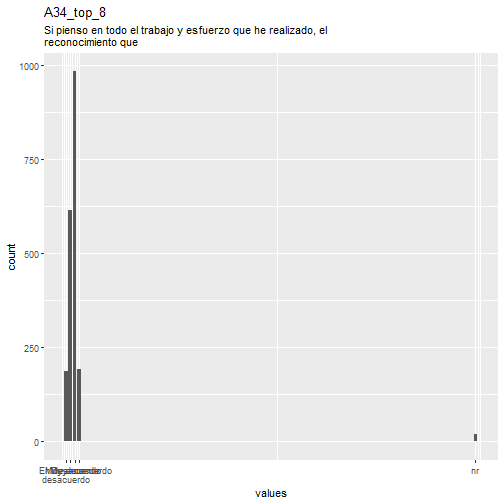 A34_top_8
Si pienso en todo el trabajo y esfuerzo que he realizado, el
reconocimiento que
1000
750
500
250
0
count
nr
desacuerdo
values